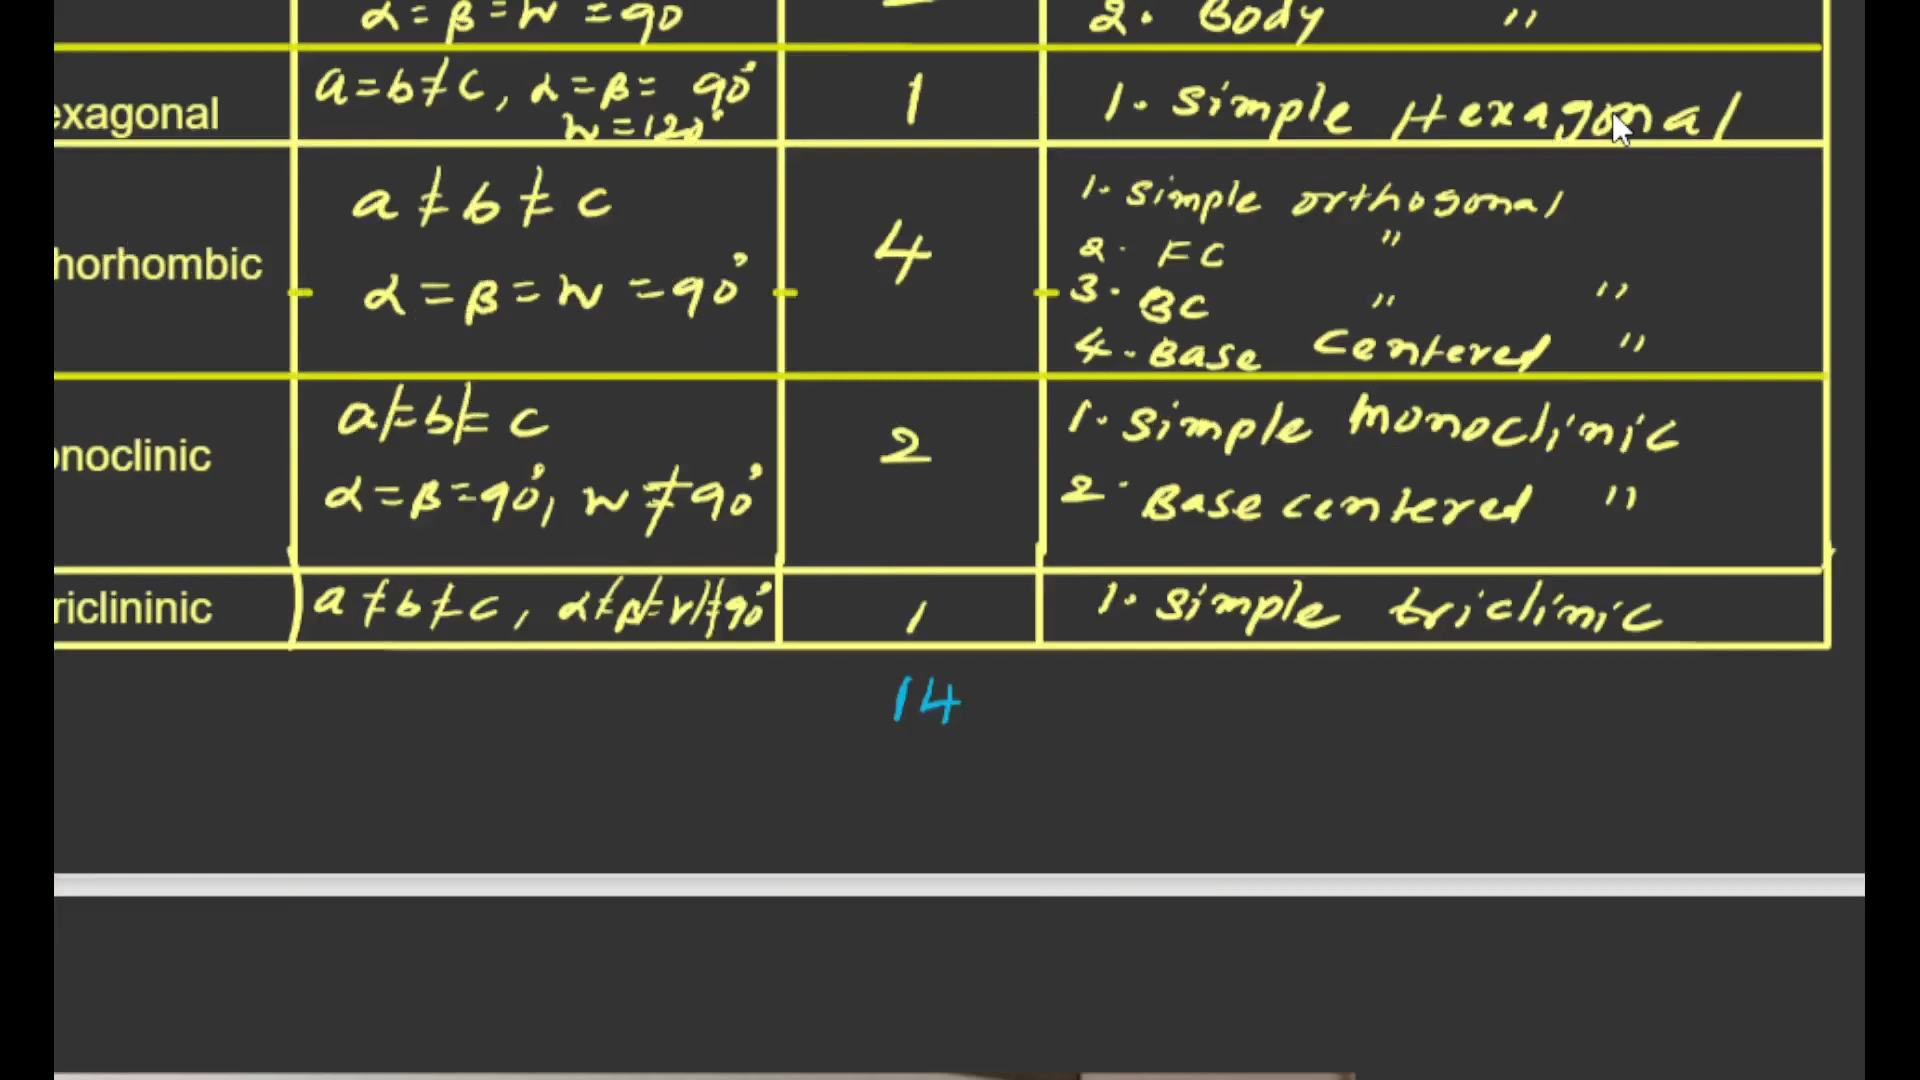 α = β = γ = 90
2. Body "
exagonal
a = b ≠ c, α = β = 90°
γ = 120°
1
1. Simple Hexagonal
horhombic
a ≠ b ≠ c
α = β = γ = 90°
4
1. Simple orthogonal
2. FC "
3. BC " "
4. Base Centered "
onoclinic
a ≠ b ≠ c
α = β = 90°, γ ≠ 90°
2
1. Simple monoclinic
2. Base centered "
riclininic
a ≠ b ≠ c, α ≠ β ≠ γ ≠ 90°
1
1. Simple triclinic
14